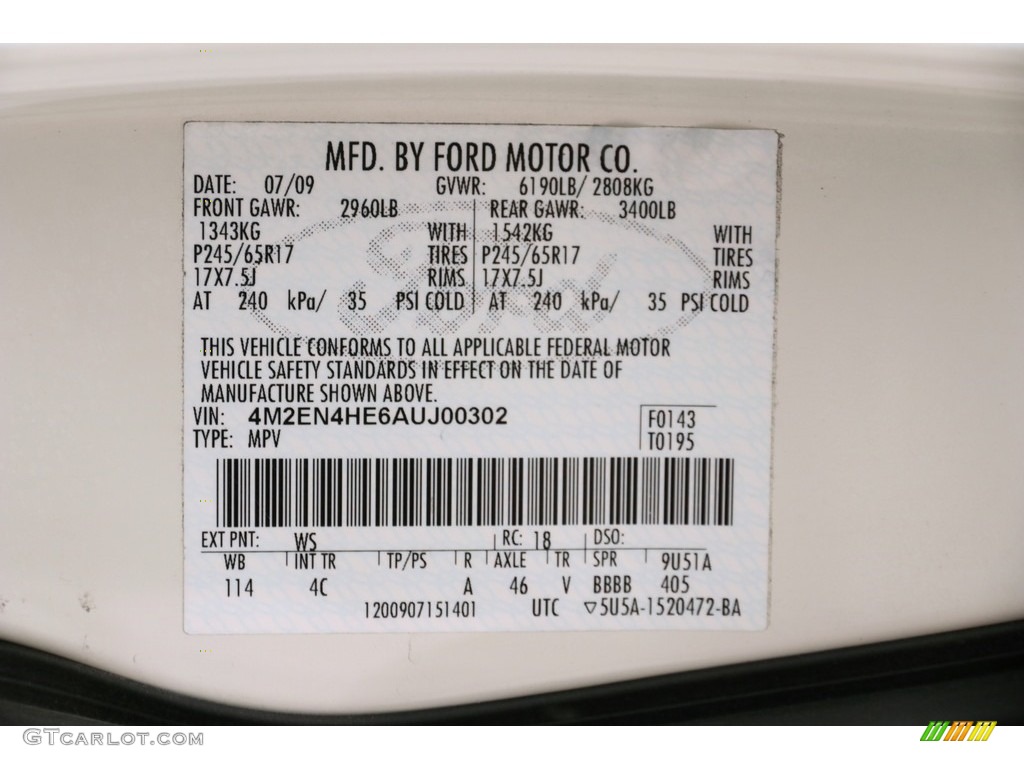 MFD. BY FORD MOTOR CO.
DATE: 07/09 GVWR: 6190LB/ 2808KG
FRONT GAWR: 2960LB REAR GAWR: 3400LB
1343KG WITH 1542KG WITH
P245/65R17 TIRES P245/65R17 TIRES
17X7.5J RIMS 17X7.5J RIMS
AT 240 kPa/ 35 PSI COLD AT 240 kPa/ 35 PSI COLD
Ford
THIS VEHICLE CONFORMS TO ALL APPLICABLE FEDERAL MOTOR
VEHICLE SAFETY STANDARDS IN EFFECT ON THE DATE OF
MANUFACTURE SHOWN ABOVE.
VIN: 4M2EN4HE6AUJ00302 F0143
TYPE: MPV T0195
EXT PNT: WS RC: 18 DSO:
WB INT TR TP/PS R AXLE TR SPR 9U51A
114 4C A 46 V BBBB 405
1200907151401 UTC ▽5U5A-1520472-BA
GTCarlot.com